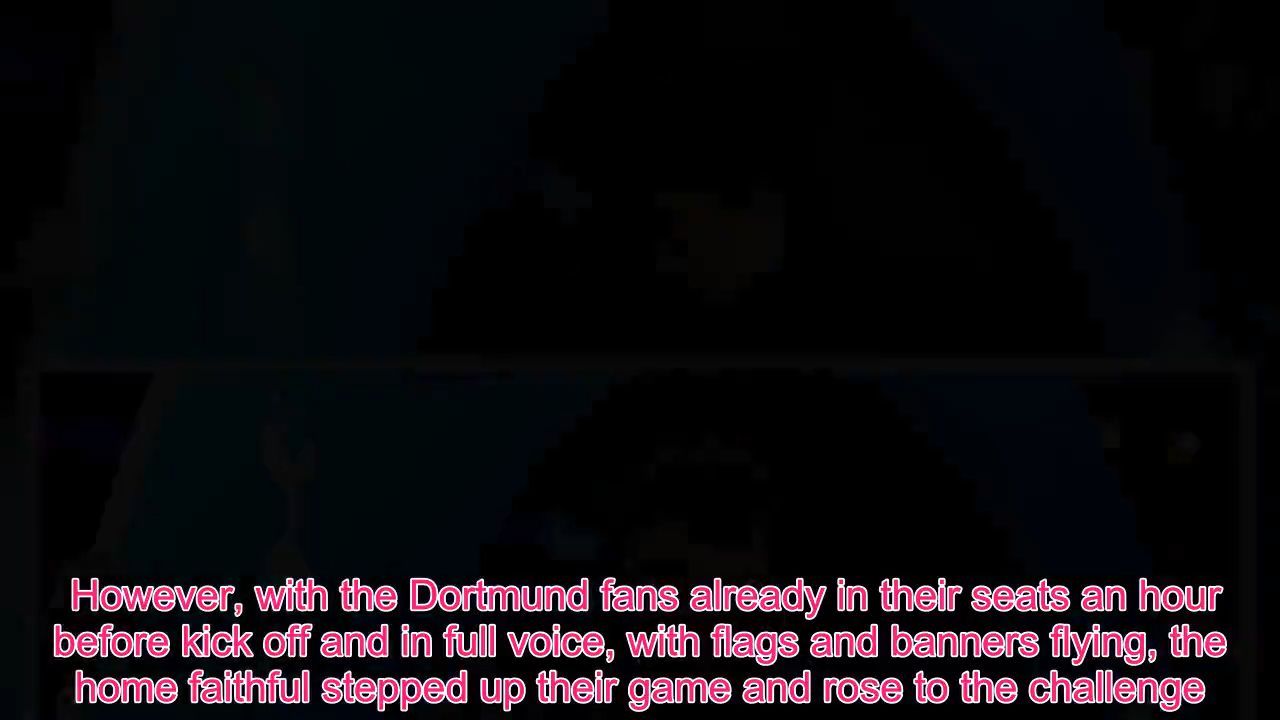 However, with the Dortmund fans already in their seats an hour
before kick off and in full voice, with flags and banners flying, the
home faithful stepped up their game and rose to the challenge